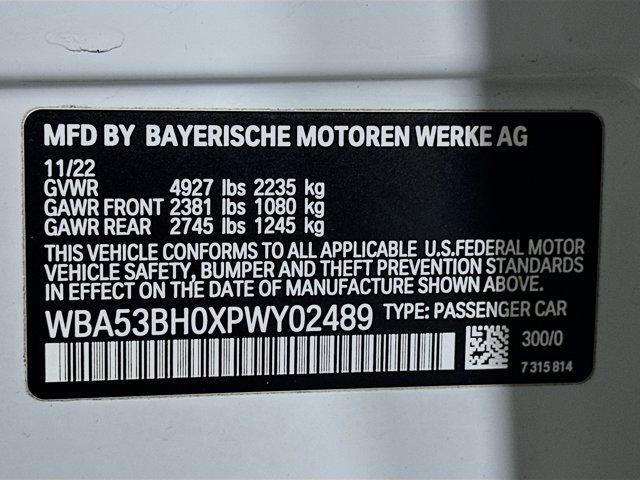 MFD BY BAYERISCHE MOTOREN WERKE AG
11/22
GVWR 4927 lbs 2235 kg
GAWR FRONT 2381 lbs 1080 kg
GAWR REAR 2745 lbs 1245 kg
THIS VEHICLE CONFORMS TO ALL APPLICABLE U.S.FEDERAL MOTOR
VEHICLE SAFETY, BUMPER AND THEFT PREVENTION STANDARDS
IN EFFECT ON THE DATE OF MANUFACTURE SHOWN ABOVE.
WBA53BH0XPWY02489 TYPE: PASSENGER CAR
300/0
7 315 814